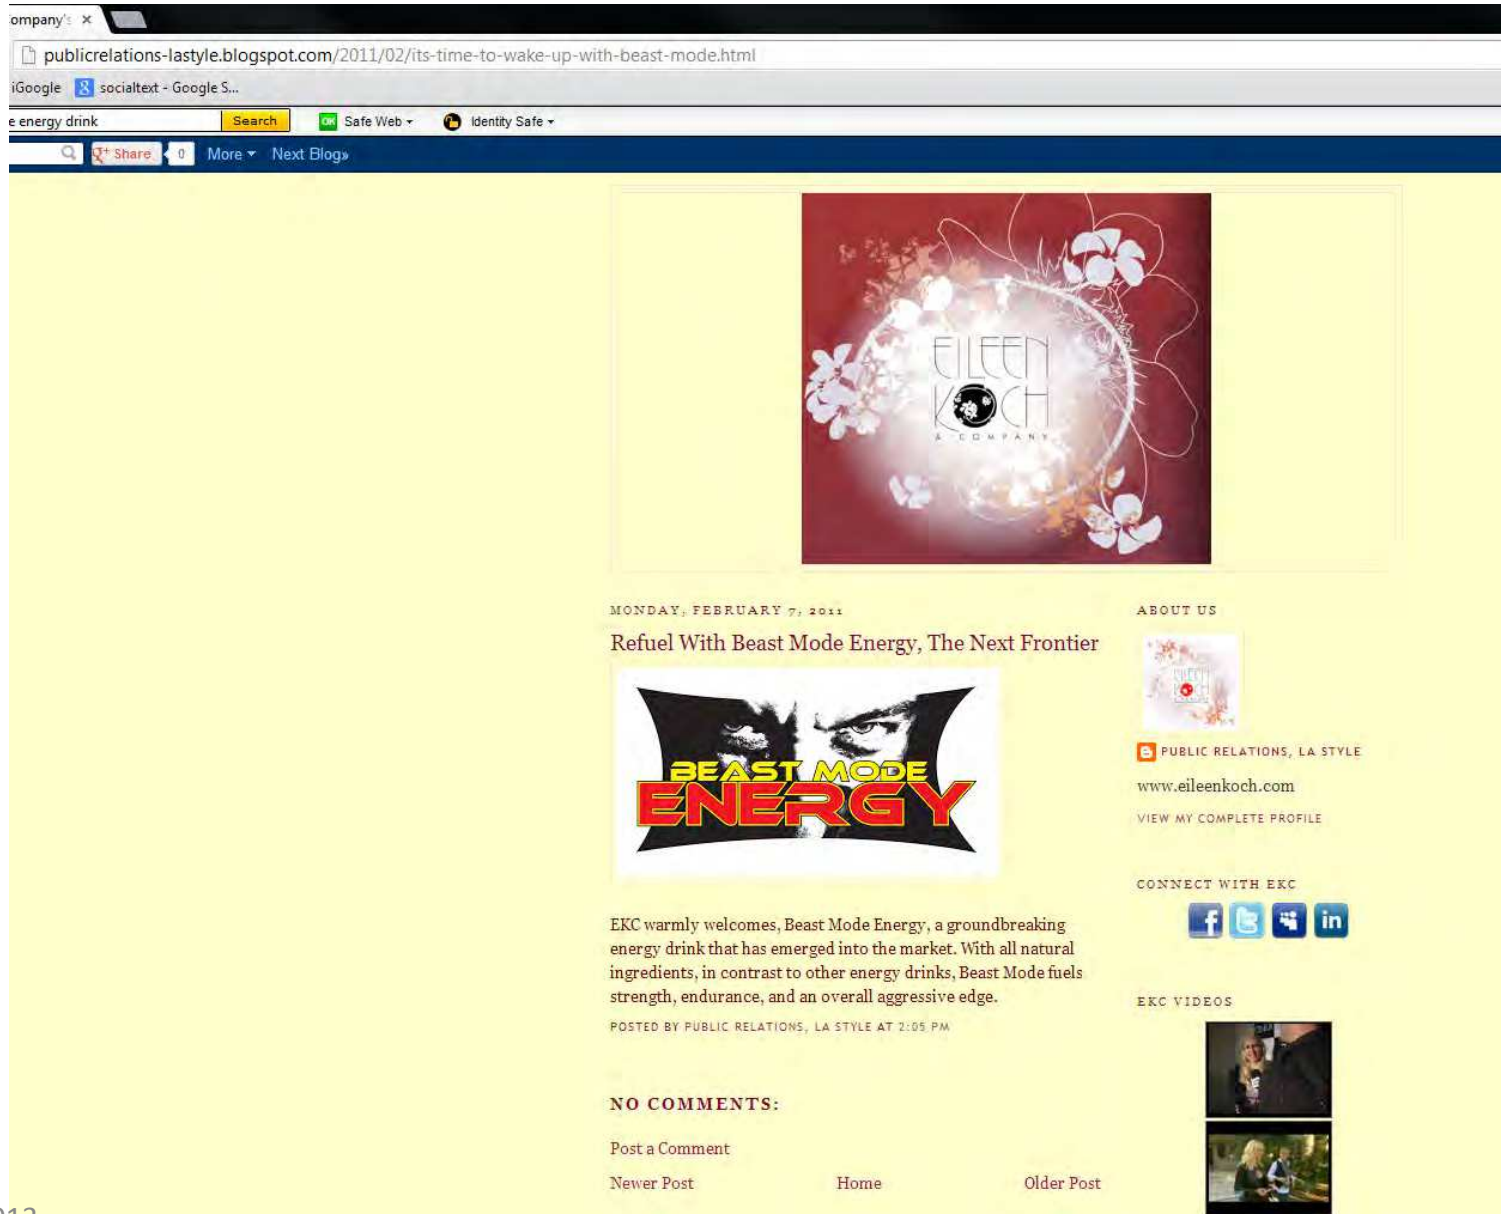 ompany's ×
publicrelations-lastyle.blogspot.com/2011/02/its-time-to-wake-up-with-beast-mode.html
iGoogle socialtext - Google S...
e energy drink Search OK Safe Web Identity Safe
g+ Share 0 More Next Blog»
EILEEN
KOCH
& COMPANY
MONDAY, FEBRUARY 7, 2011
Refuel With Beast Mode Energy, The Next Frontier
BEAST MODE
ENERGY
EKC warmly welcomes, Beast Mode Energy, a groundbreaking
energy drink that has emerged into the market. With all natural
ingredients, in contrast to other energy drinks, Beast Mode fuels
strength, endurance, and an overall aggressive edge.
POSTED BY PUBLIC RELATIONS, LA STYLE AT 2:05 PM
NO COMMENTS:
Post a Comment
Newer Post Home Older Post
ABOUT US
EILEEN
KOCH
PUBLIC RELATIONS, LA STYLE
www.eileenkoch.com
VIEW MY COMPLETE PROFILE
CONNECT WITH EKC
f t in
EKC VIDEOS